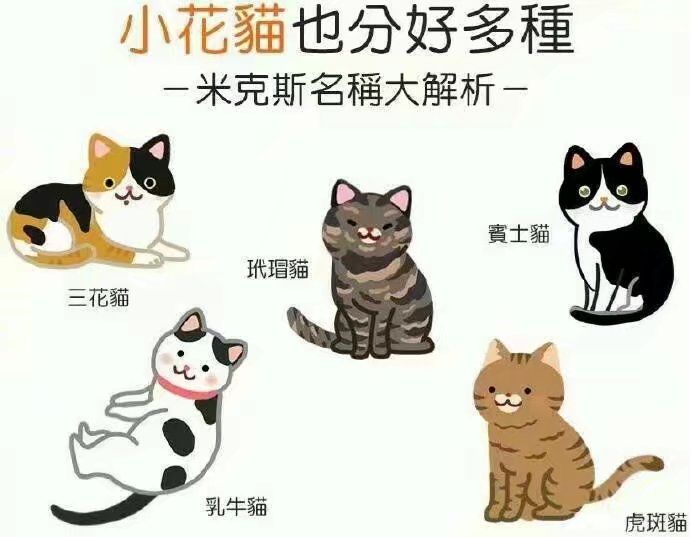 小花貓也分好多種
－米克斯名稱大解析－
三花貓
玳瑁貓
賓士貓
乳牛貓
虎斑貓